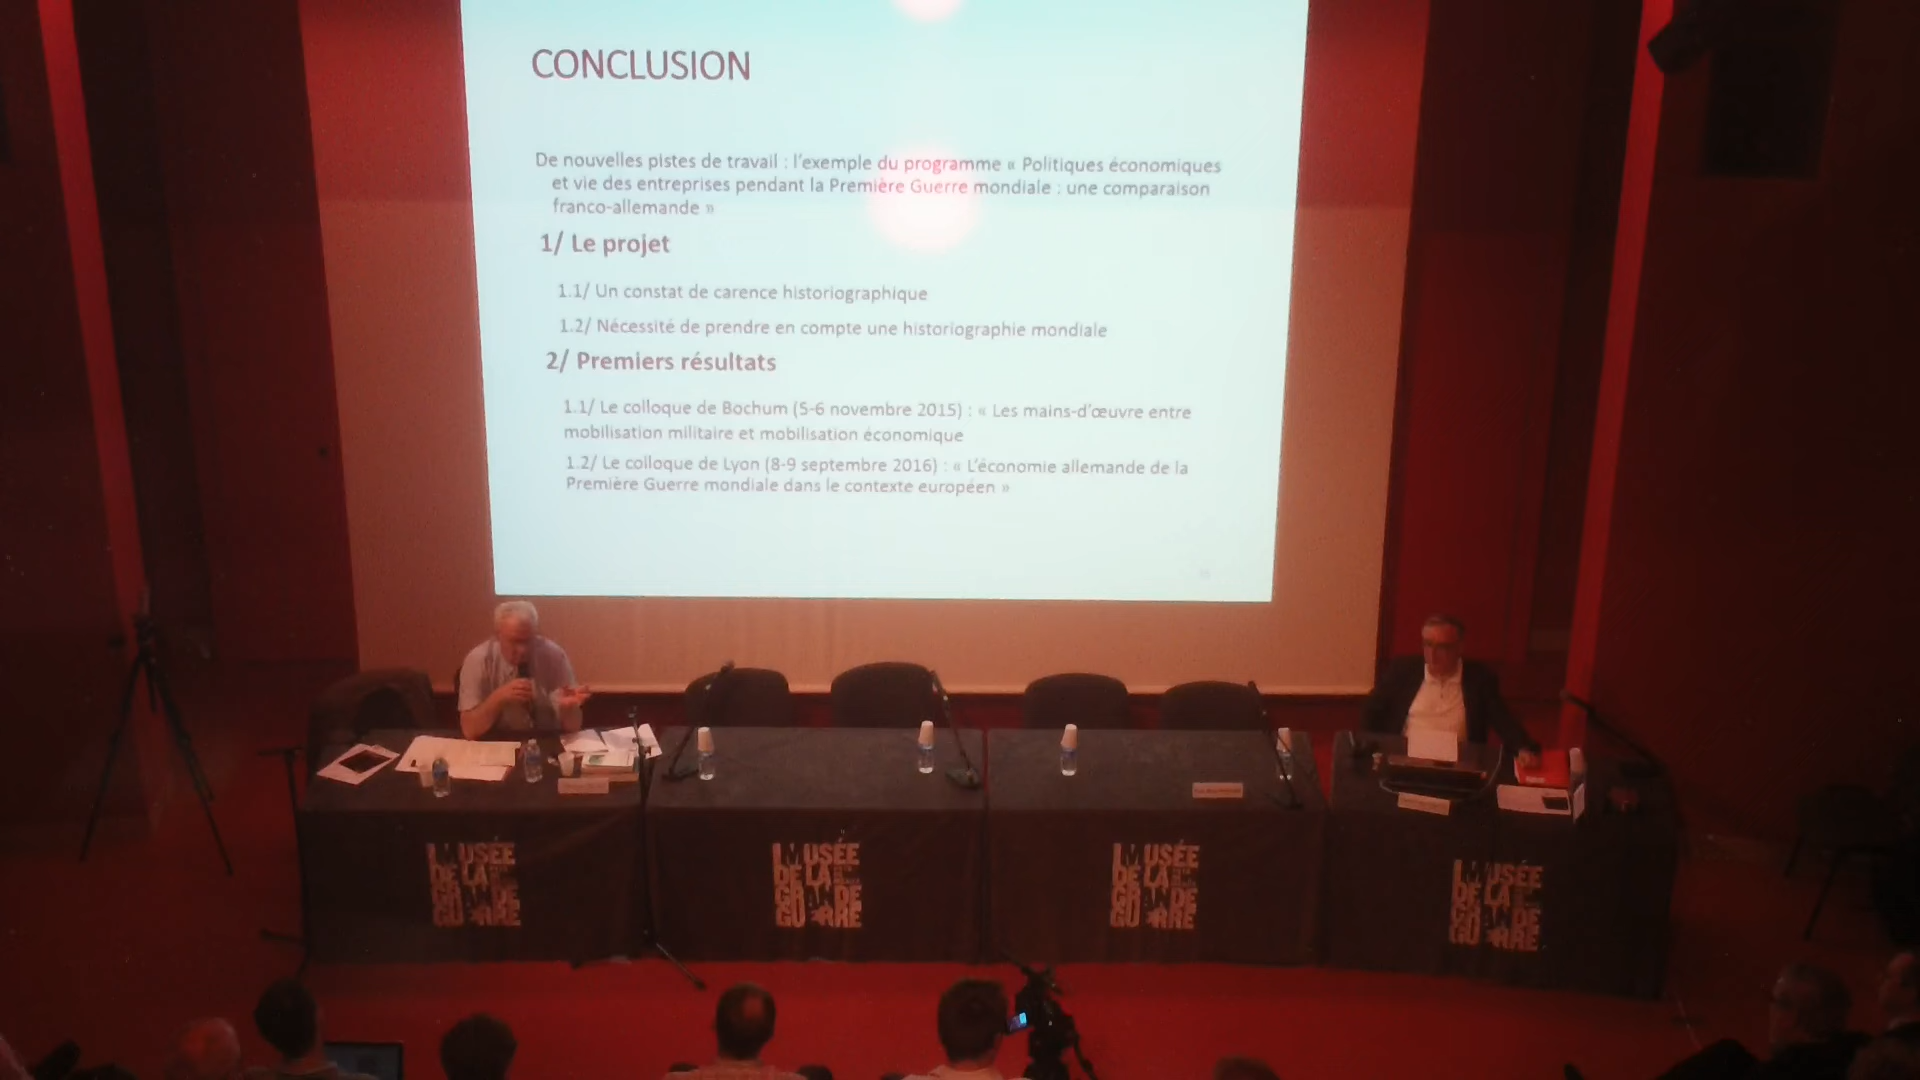 CONCLUSION
De nouvelles pistes de travail : l'exemple du programme « Politiques économiques
et vie des entreprises pendant la Première Guerre mondiale : une comparaison
franco-allemande »
1/ Le projet
1.1/ Un constat de carence historiographique
1.2/ Nécessité de prendre en compte une historiographie mondiale
2/ Premiers résultats
1.1/ Le colloque de Bochum (5-6 novembre 2015) : « Les mains-d'œuvre entre
mobilisation militaire et mobilisation économique
1.2/ Le colloque de Lyon (8-9 septembre 2016) : « L'économie allemande de la
Première Guerre mondiale dans le contexte européen »
MUSÉE
DE LA
GRANDE
GUERRE
MUSÉE
DE LA
GRANDE
GUERRE
MUSÉE
DE LA
GRANDE
GUERRE
MUSÉE
DE LA
GRANDE
GUERRE